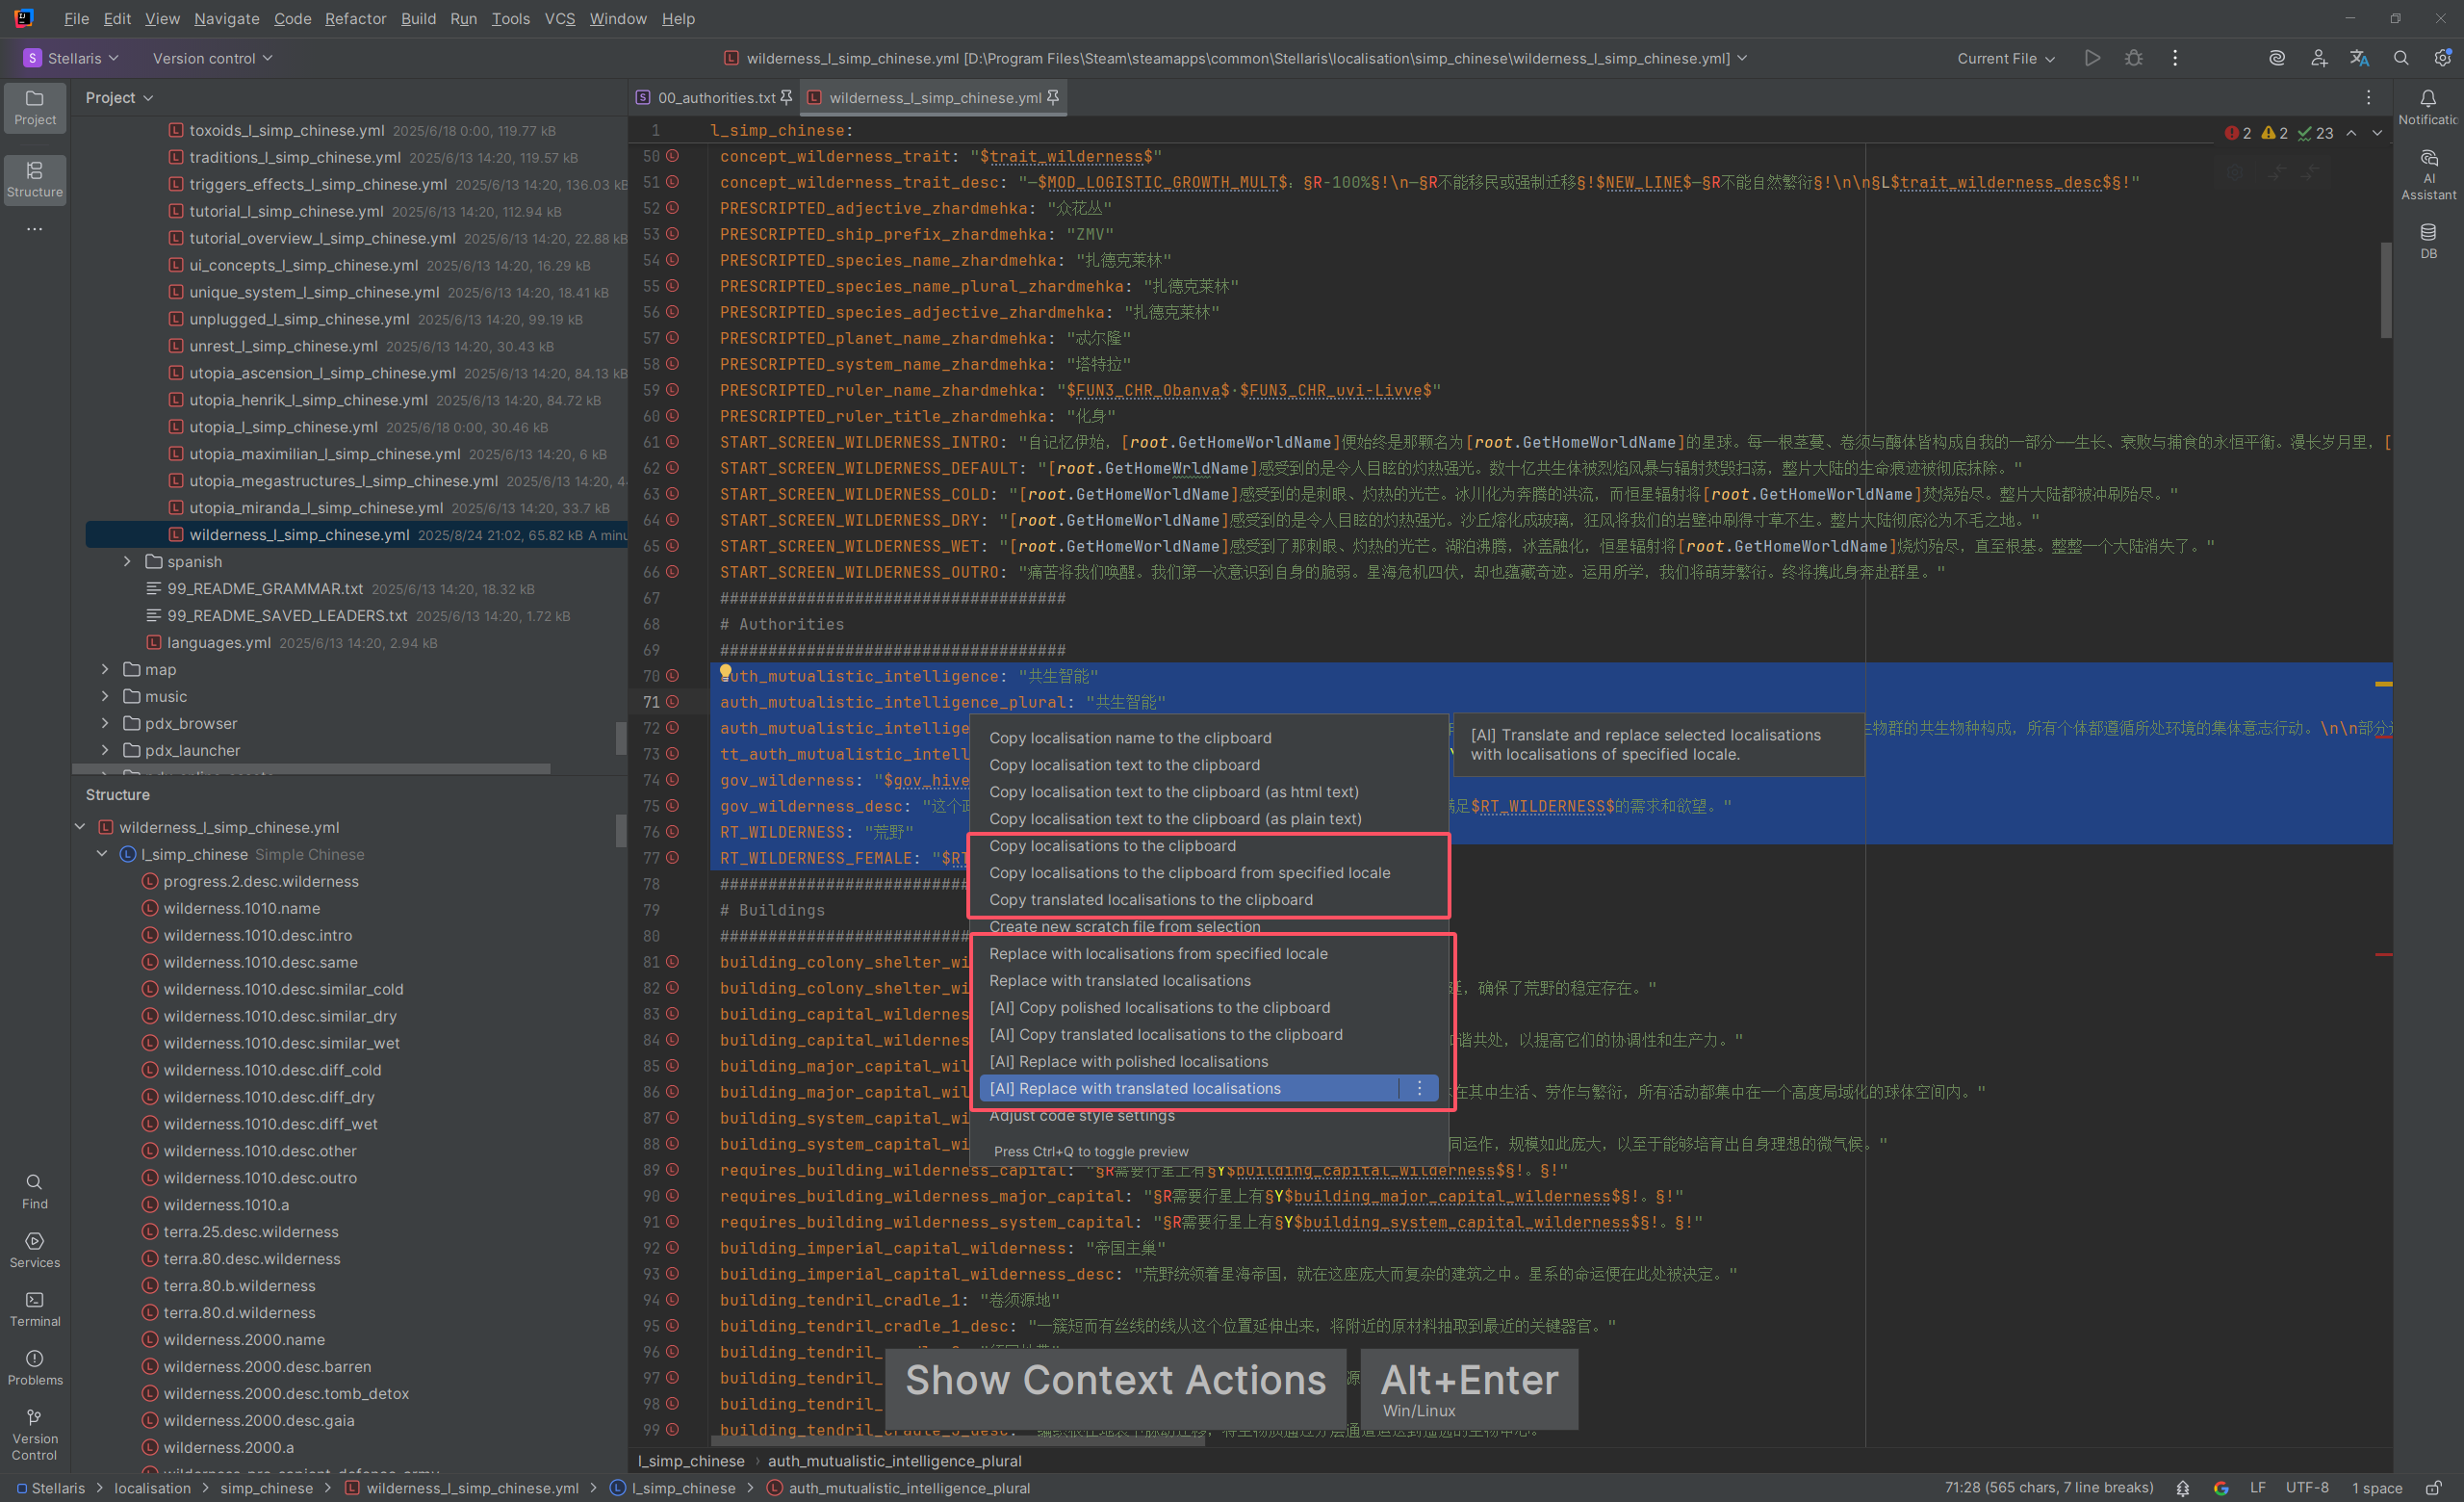 File Edit View Navigate Code Refactor Build Run Tools VCS Window Help
S Stellaris Version control
wilderness_l_simp_chinese.yml [D:\Program Files\Steam\steamapps\common\Stellaris\localisation\simp_chinese\wilderness_l_simp_chinese.yml]
Current File
Project
Structure
Find
Services
Terminal
Problems
Version Control
Project
toxoids_l_simp_chinese.yml 2025/6/18 0:00, 119.77 kB
traditions_l_simp_chinese.yml 2025/6/13 14:20, 119.57 kB
triggers_effects_l_simp_chinese.yml 2025/6/13 14:20, 136.03 kB
tutorial_l_simp_chinese.yml 2025/6/13 14:20, 112.94 kB
tutorial_overview_l_simp_chinese.yml 2025/6/13 14:20, 22.88 kB
ui_concepts_l_simp_chinese.yml 2025/6/13 14:20, 16.29 kB
unique_system_l_simp_chinese.yml 2025/6/13 14:20, 18.41 kB
unplugged_l_simp_chinese.yml 2025/6/13 14:20, 99.19 kB
unrest_l_simp_chinese.yml 2025/6/13 14:20, 30.43 kB
utopia_ascension_l_simp_chinese.yml 2025/6/13 14:20, 84.13 kB
utopia_henrik_l_simp_chinese.yml 2025/6/13 14:20, 84.72 kB
utopia_l_simp_chinese.yml 2025/6/18 0:00, 30.46 kB
utopia_maximilian_l_simp_chinese.yml 2025/6/13 14:20, 6 kB
utopia_megastructures_l_simp_chinese.yml 2025/6/13 14:20, 4
utopia_miranda_l_simp_chinese.yml 2025/6/13 14:20, 33.7 kB
wilderness_l_simp_chinese.yml 2025/8/24 21:02, 65.82 kB A minu
spanish
99_README_GRAMMAR.txt 2025/6/13 14:20, 18.32 kB
99_README_SAVED_LEADERS.txt 2025/6/13 14:20, 1.72 kB
languages.yml 2025/6/13 14:20, 2.94 kB
map
music
pdx_browser
pdx_launcher
Structure
wilderness_l_simp_chinese.yml
l_simp_chinese Simple Chinese
progress.2.desc.wilderness
wilderness.1010.name
wilderness.1010.desc.intro
wilderness.1010.desc.same
wilderness.1010.desc.similar_cold
wilderness.1010.desc.similar_dry
wilderness.1010.desc.similar_wet
wilderness.1010.desc.diff_cold
wilderness.1010.desc.diff_dry
wilderness.1010.desc.diff_wet
wilderness.1010.desc.other
wilderness.1010.desc.outro
wilderness.1010.a
terra.25.desc.wilderness
terra.80.desc.wilderness
terra.80.b.wilderness
terra.80.d.wilderness
wilderness.2000.name
wilderness.2000.desc.barren
wilderness.2000.desc.tomb_detox
wilderness.2000.desc.gaia
wilderness.2000.a
00_authorities.txt wilderness_l_simp_chinese.yml
2 2 23
1 l_simp_chinese:
50 concept_wilderness_trait: "$trait_wilderness$"
51 concept_wilderness_trait_desc: "—$MOD_LOGISTIC_GROWTH_MULT$：§R-100%§!\n—§R不能移民或强制迁移§!$NEW_LINE$—§R不能自然繁衍§!\n\n§L$trait_wilderness_desc$§!"
52 PRESCRIPTED_adjective_zhardmehka: "众花丛"
53 PRESCRIPTED_ship_prefix_zhardmehka: "ZMV"
54 PRESCRIPTED_species_name_zhardmehka: "扎德克莱林"
55 PRESCRIPTED_species_name_plural_zhardmehka: "扎德克莱林"
56 PRESCRIPTED_species_adjective_zhardmehka: "扎德克莱林"
57 PRESCRIPTED_planet_name_zhardmehka: "忒尔隆"
58 PRESCRIPTED_system_name_zhardmehka: "塔特拉"
59 PRESCRIPTED_ruler_name_zhardmehka: "$FUN3_CHR_Obanva$·$FUN3_CHR_uvi-Livve$"
60 PRESCRIPTED_ruler_title_zhardmehka: "化身"
61 START_SCREEN_WILDERNESS_INTRO: "自记忆伊始，[root.GetHomeWorldName]便始终是那颗名为[root.GetHomeWorldName]的星球。每一根茎蔓、卷须与酶体皆构成自我的一部分——生长、衰败与捕食的永恒平衡。漫长岁月里，[
62 START_SCREEN_WILDERNESS_DEFAULT: "[root.GetHomeWrldName]感受到的是令人目眩的灼热强光。数十亿共生体被烈焰风暴与辐射焚毁扫荡，整片大陆的生命痕迹被彻底抹除。"
63 START_SCREEN_WILDERNESS_COLD: "[root.GetHomeWorldName]感受到的是刺眼、灼热的光芒。冰川化为奔腾的洪流，而恒星辐射将[root.GetHomeWorldName]焚烧殆尽。整片大陆都被冲刷殆尽。"
64 START_SCREEN_WILDERNESS_DRY: "[root.GetHomeWorldName]感受到的是令人目眩的灼热强光。沙丘熔化成玻璃，狂风将我们的岩壁冲刷得寸草不生。整片大陆彻底沦为不毛之地。"
65 START_SCREEN_WILDERNESS_WET: "[root.GetHomeWorldName]感受到了那刺眼、灼热的光芒。湖泊沸腾，冰盖融化，恒星辐射将[root.GetHomeWorldName]烧灼殆尽，直至根基。整整一个大陆消失了。"
66 START_SCREEN_WILDERNESS_OUTRO: "痛苦将我们唤醒。我们第一次意识到自身的脆弱。星海危机四伏，却也蕴藏奇迹。运用所学，我们将萌芽繁衍。终将携此身奔赴群星。"
67 ####################################
68 # Authorities
69 ####################################
70 auth_mutualistic_intelligence: "共生智能"
71 auth_mutualistic_intelligence_plural: "共生智能"
72 auth_mutualistic_intellige 生物群的共生物种构成，所有个体都遵循所处环境的集体意志行动。\n\n部分
73 tt_auth_mutualistic_intell
74 gov_wilderness: "$gov_hive
75 gov_wilderness_desc: "这个政 满足$RT_WILDERNESS$的需求和欲望。"
76 RT_WILDERNESS: "荒野"
77 RT_WILDERNESS_FEMALE: "$RT
78 ##########################
79 # Buildings
80 ##########################
81 building_colony_shelter_wi
82 building_colony_shelter_wi ，确保了荒野的稳定存在。"
83 building_capital_wildernes
84 building_capital_wildernes 谐共处，以提高它们的协调性和生产力。"
85 building_major_capital_wil
86 building_major_capital_wil 在其中生活、劳作与繁衍，所有活动都集中在一个高度局域化的球体空间内。"
87 building_system_capital_wi
88 building_system_capital_wi 同运作，规模如此庞大，以至于能够培育出自身理想的微气候。"
89 requires_building_wilderness_capital: "§R需要行星上有§Y$building_capital_wilderness$§!。§!"
90 requires_building_wilderness_major_capital: "§R需要行星上有§Y$building_major_capital_wilderness$§!。§!"
91 requires_building_wilderness_system_capital: "§R需要行星上有§Y$building_system_capital_wilderness$§!。§!"
92 building_imperial_capital_wilderness: "帝国主巢"
93 building_imperial_capital_wilderness_desc: "荒野统领着星海帝国，就在这座庞大而复杂的建筑之中。星系的命运便在此处被决定。"
94 building_tendril_cradle_1: "卷须源地"
95 building_tendril_cradle_1_desc: "一簇短而有丝线的线从这个位置延伸出来，将附近的原材料抽取到最近的关键器官。"
96 building_tendril_
97 building_tendril_
98 building_tendril_
99 building_tendril_cradle_3_desc:
Copy localisation name to the clipboard
Copy localisation text to the clipboard
Copy localisation text to the clipboard (as html text)
Copy localisation text to the clipboard (as plain text)
Copy localisations to the clipboard
Copy localisations to the clipboard from specified locale
Copy translated localisations to the clipboard
Create new scratch file from selection
Replace with localisations from specified locale
Replace with translated localisations
[AI] Copy polished localisations to the clipboard
[AI] Copy translated localisations to the clipboard
[AI] Replace with polished localisations
[AI] Replace with translated localisations
Adjust code style settings
Press Ctrl+Q to toggle preview
[AI] Translate and replace selected localisations
with localisations of specified locale.
Show Context Actions
Alt+Enter
Win/Linux
Notificatio
AI Assistant
DB
l_simp_chinese › auth_mutualistic_intelligence_plural
Stellaris > localisation > simp_chinese > wilderness_l_simp_chinese.yml > l_simp_chinese > auth_mutualistic_intelligence_plural
71:28 (565 chars, 7 line breaks) LF UTF-8 1 space